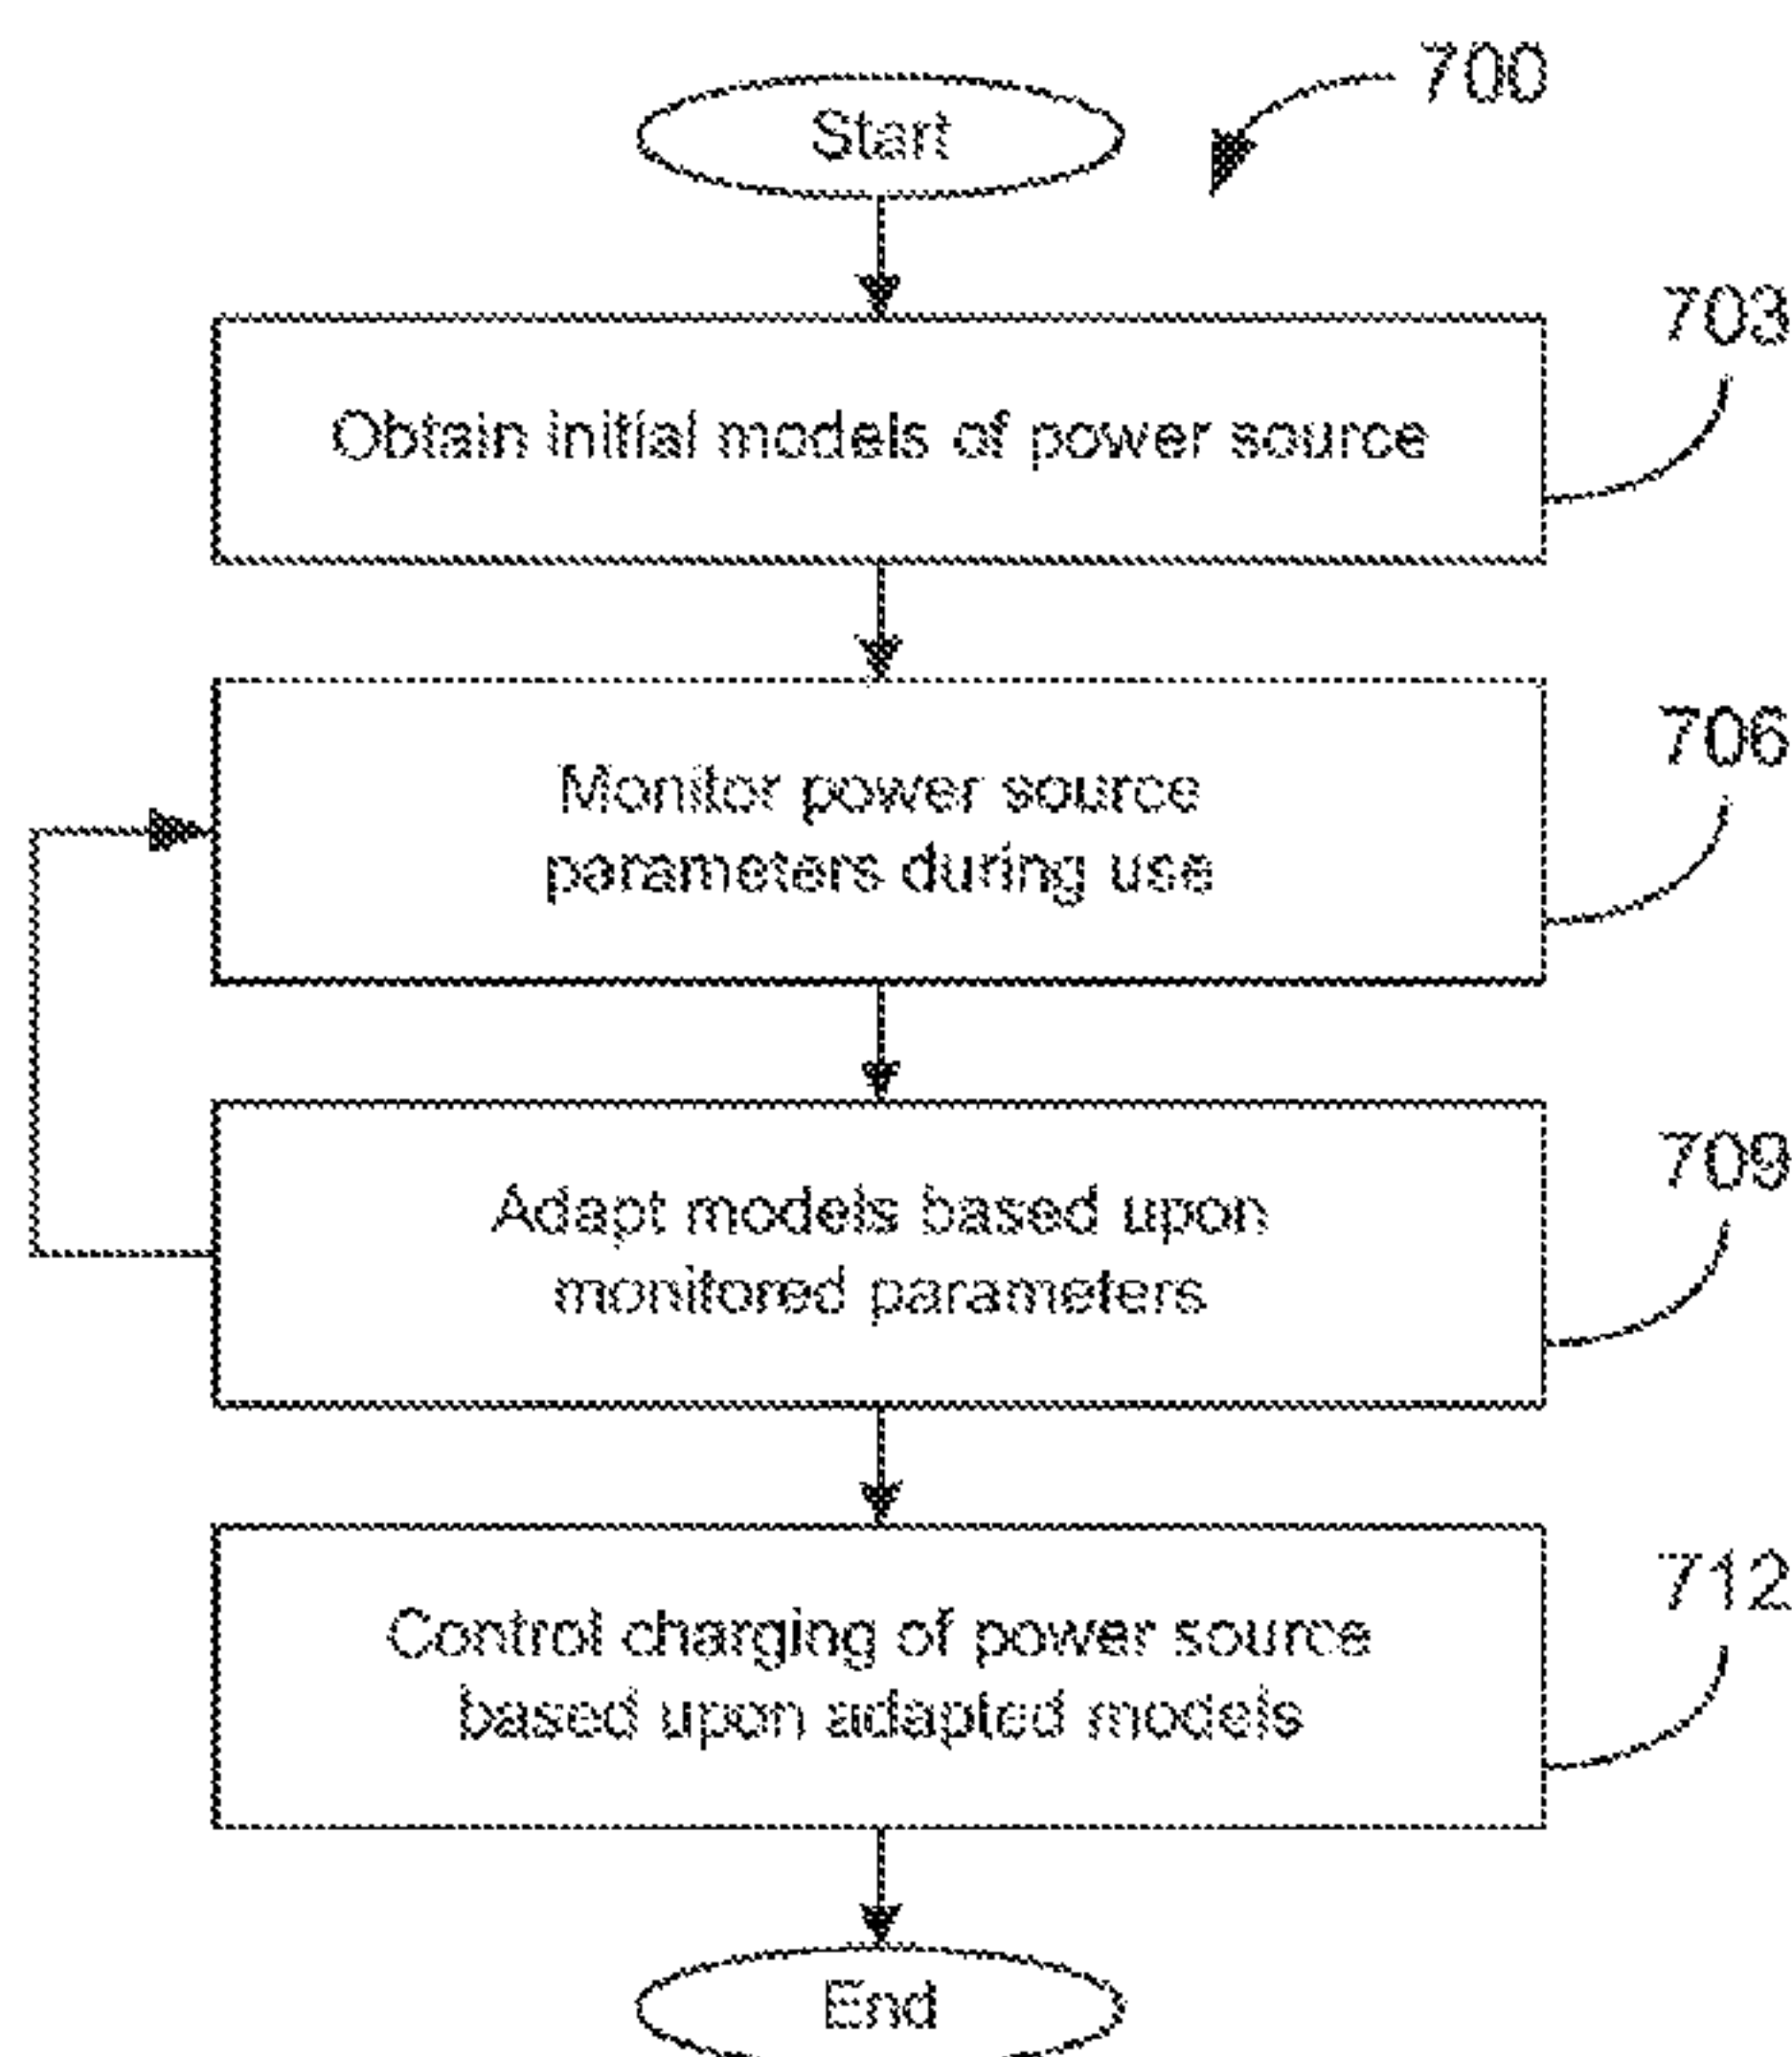 700
Start
703
Obtain initial models of power source
706
Monitor power source
parameters during use
709
Adapt models based upon
monitored parameters
712
Control charging of power source
based upon adapted models
End